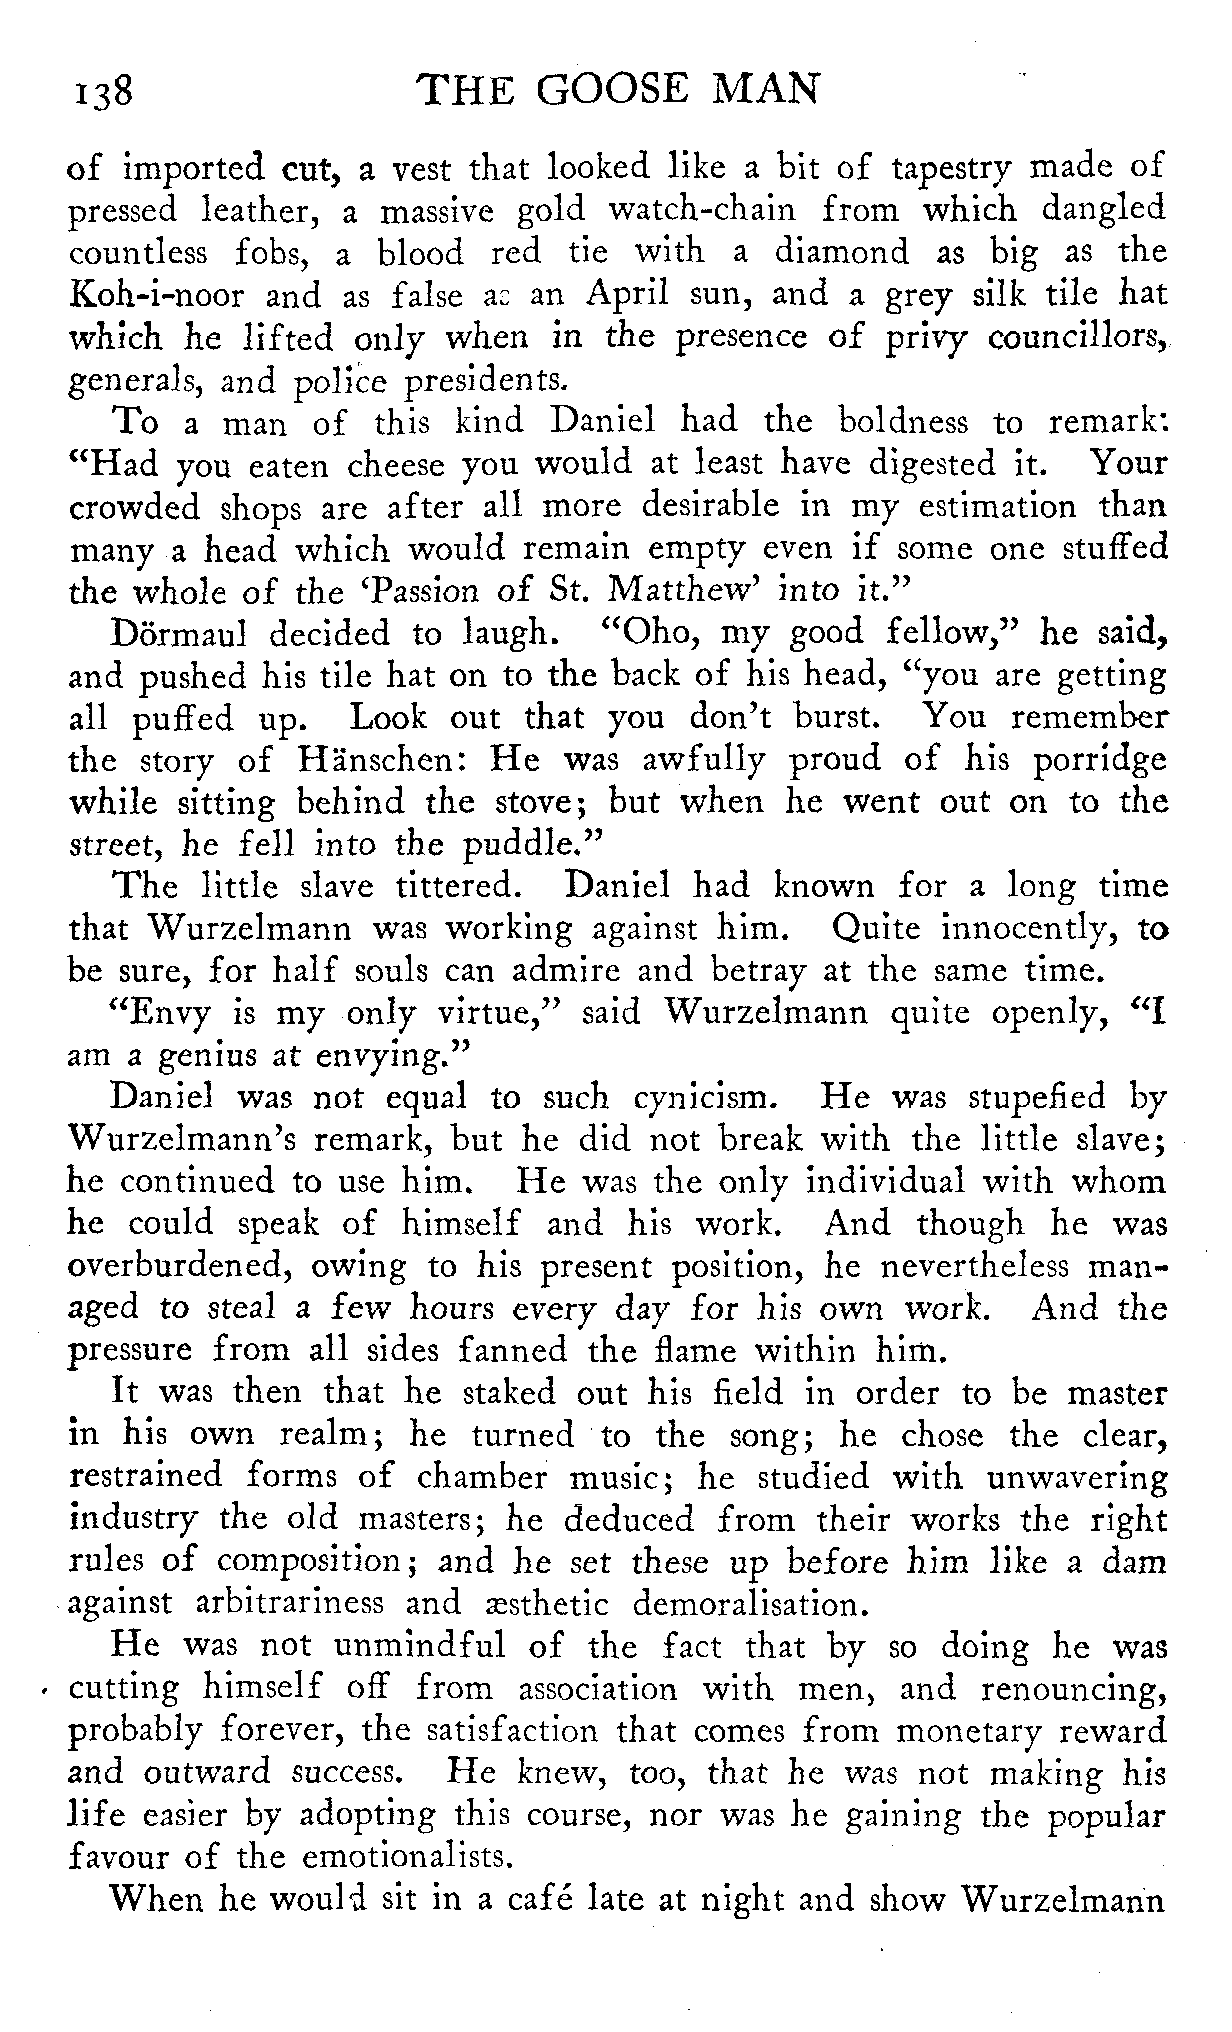 138 THE GOOSE MAN
of imported cut, a vest that looked like a bit of tapestry made of
pressed leather, a massive gold watch-chain from which dangled
countless fobs, a blood red tie with a diamond as big as the
Koh-i-noor and as false as an April sun, and a grey silk tile hat
which he lifted only when in the presence of privy councillors,
generals, and police presidents.
To a man of this kind Daniel had the boldness to remark:
“Had you eaten cheese you would at least have digested it. Your
crowded shops are after all more desirable in my estimation than
many a head which would remain empty even if some one stuffed
the whole of the ‘Passion of St. Matthew’ into it.”
Dörmaul decided to laugh. “Oho, my good fellow,” he said,
and pushed his tile hat on to the back of his head, “you are getting
all puffed up. Look out that you don’t burst. You remember
the story of Hänschen: He was awfully proud of his porridge
while sitting behind the stove; but when he went out on to the
street, he fell into the puddle.”
The little slave tittered. Daniel had known for a long time
that Wurzelmann was working against him. Quite innocently, to
be sure, for half souls can admire and betray at the same time.
“Envy is my only virtue,” said Wurzelmann quite openly, “I
am a genius at envying.”
Daniel was not equal to such cynicism. He was stupefied by
Wurzelmann’s remark, but he did not break with the little slave;
he continued to use him. He was the only individual with whom
he could speak of himself and his work. And though he was
overburdened, owing to his present position, he nevertheless man-
aged to steal a few hours every day for his own work. And the
pressure from all sides fanned the flame within him.
It was then that he staked out his field in order to be master
in his own realm; he turned to the song; he chose the clear,
restrained forms of chamber music; he studied with unwavering
industry the old masters; he deduced from their works the right
rules of composition; and he set these up before him like a dam
against arbitrariness and æsthetic demoralisation.
He was not unmindful of the fact that by so doing he was
cutting himself off from association with men, and renouncing,
probably forever, the satisfaction that comes from monetary reward
and outward success. He knew, too, that he was not making his
life easier by adopting this course, nor was he gaining the popular
favour of the emotionalists.
When he would sit in a café late at night and show Wurzelmann